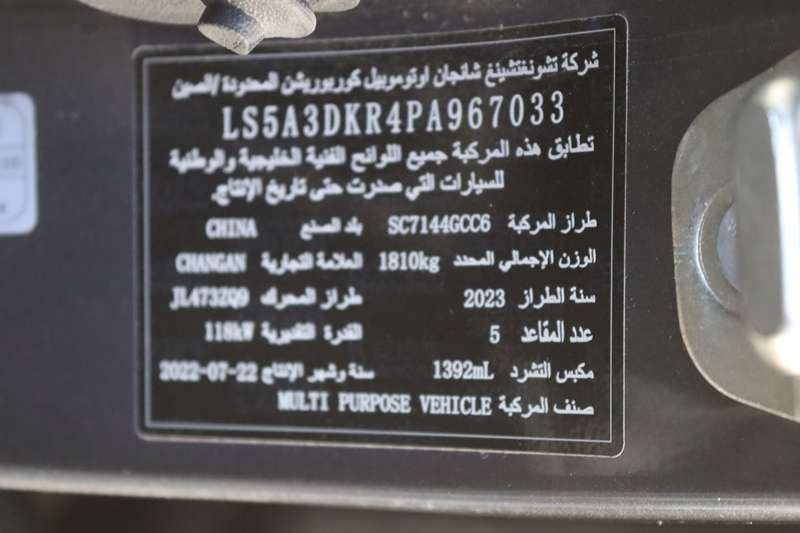 شركة تشونغتشينغ شانجان اوتوموبيل كوربوريشن المحدودة /الصين
LS5A3DKR4PA967033
تطابق هذه المركبة جميع اللوائح الفنية الخليجية والوطنية
للسيارات التي صدرت حتى تاريخ الإنتاج.
طراز المركبة SC7144GCC6 بلد الصنع CHINA
الوزن الإجمالي المحدد 1810kg العلامة التجارية CHANGAN
سنة الطراز 2023 طراز المحرك JL473ZQ9
عدد المقاعد 5 القدرة التقديرية 118kW
مكبس التشرد 1392mL سنة وشهر الإنتاج 2022-07-22
صنف المركبة MULTI PURPOSE VEHICLE